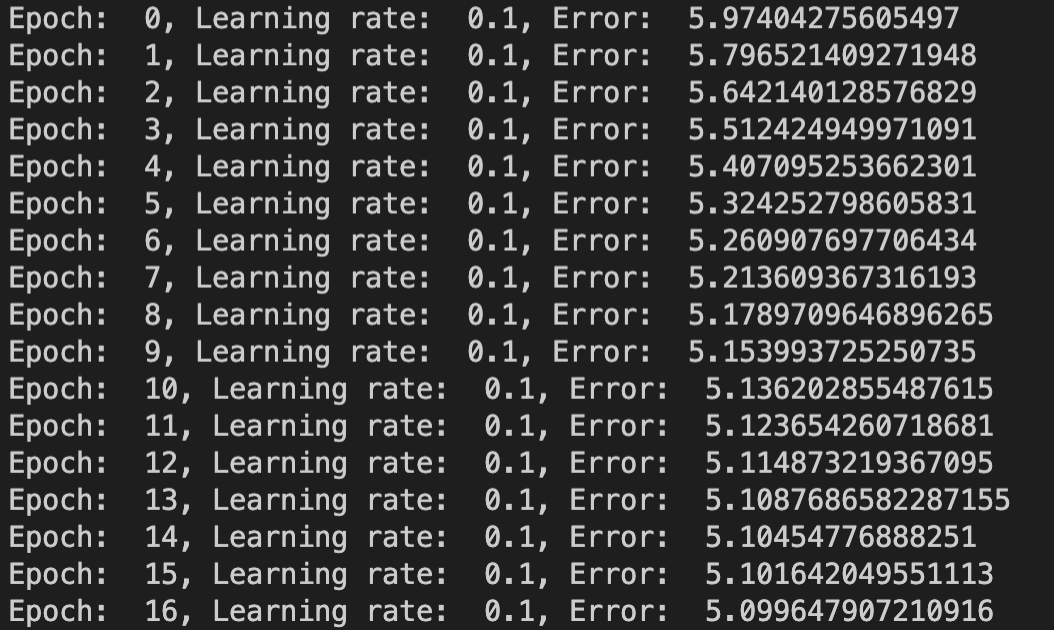 Epoch:  0, Learning rate:  0.1, Error:  5.97404275605497
Epoch:  1, Learning rate:  0.1, Error:  5.796521409271948
Epoch:  2, Learning rate:  0.1, Error:  5.642140128576829
Epoch:  3, Learning rate:  0.1, Error:  5.512424949971091
Epoch:  4, Learning rate:  0.1, Error:  5.407095253662301
Epoch:  5, Learning rate:  0.1, Error:  5.324252798605831
Epoch:  6, Learning rate:  0.1, Error:  5.260907697706434
Epoch:  7, Learning rate:  0.1, Error:  5.213609367316193
Epoch:  8, Learning rate:  0.1, Error:  5.1789709646896265
Epoch:  9, Learning rate:  0.1, Error:  5.153993725250735
Epoch:  10, Learning rate:  0.1, Error:  5.136202855487615
Epoch:  11, Learning rate:  0.1, Error:  5.123654260718681
Epoch:  12, Learning rate:  0.1, Error:  5.114873219367095
Epoch:  13, Learning rate:  0.1, Error:  5.1087686582287155
Epoch:  14, Learning rate:  0.1, Error:  5.10454776888251
Epoch:  15, Learning rate:  0.1, Error:  5.101642049551113
Epoch:  16, Learning rate:  0.1, Error:  5.099647907210916